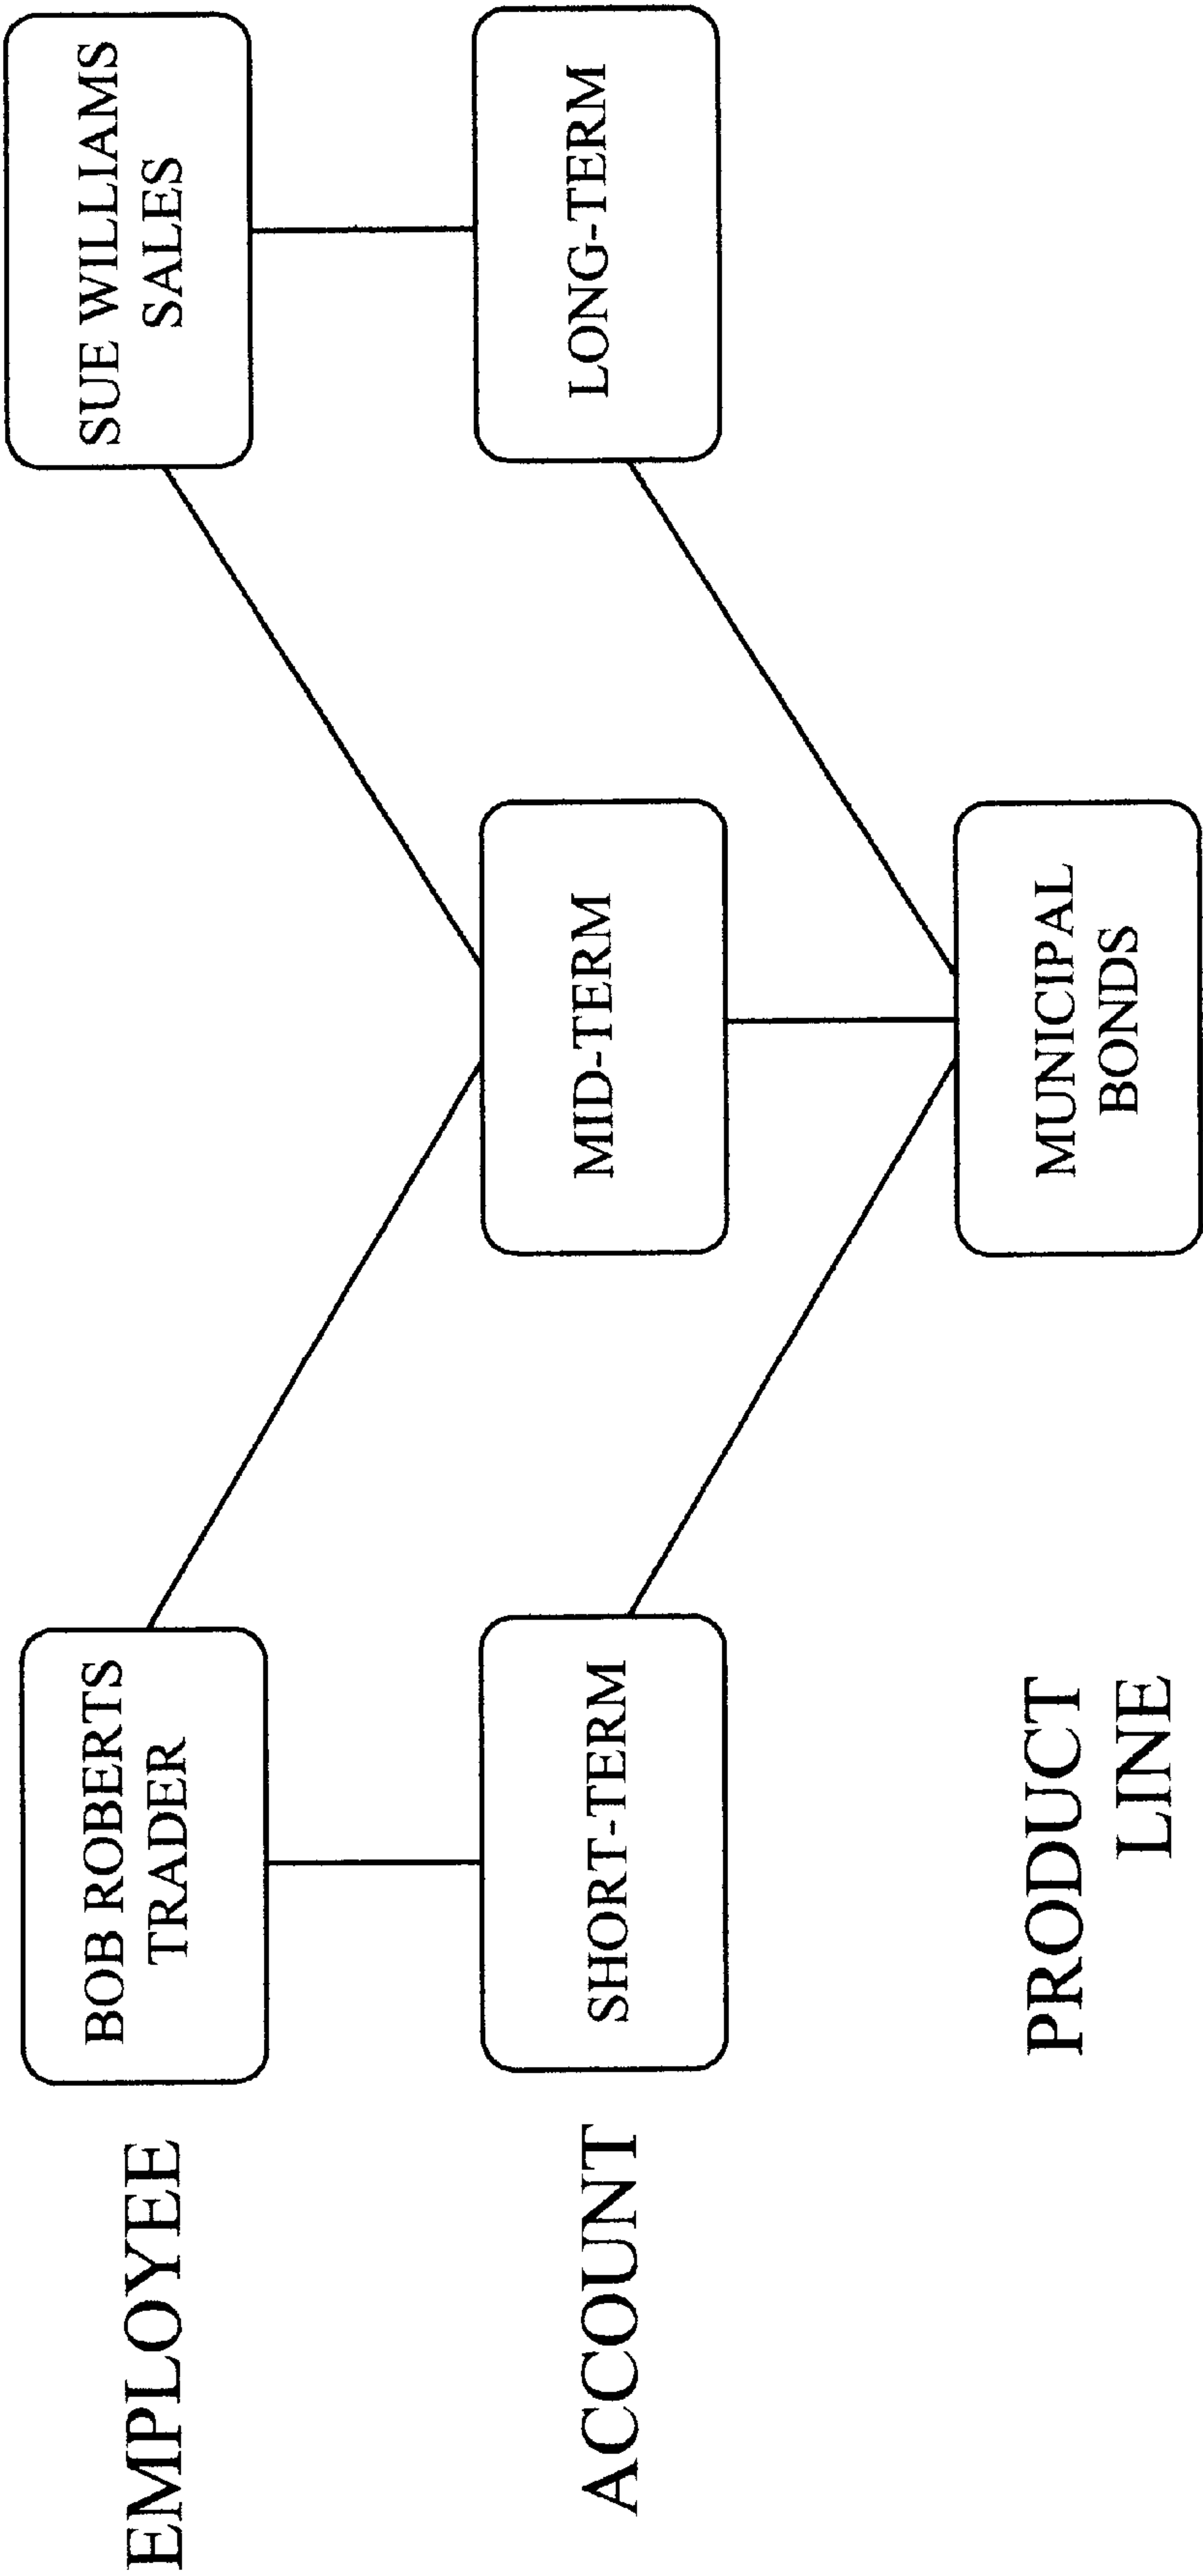 EMPLOYEE
BOB ROBERTS
TRADER
SUE WILLIAMS
SALES
ACCOUNT
SHORT-TERM
MID-TERM
LONG-TERM
PRODUCT
LINE
MUNICIPAL
BONDS